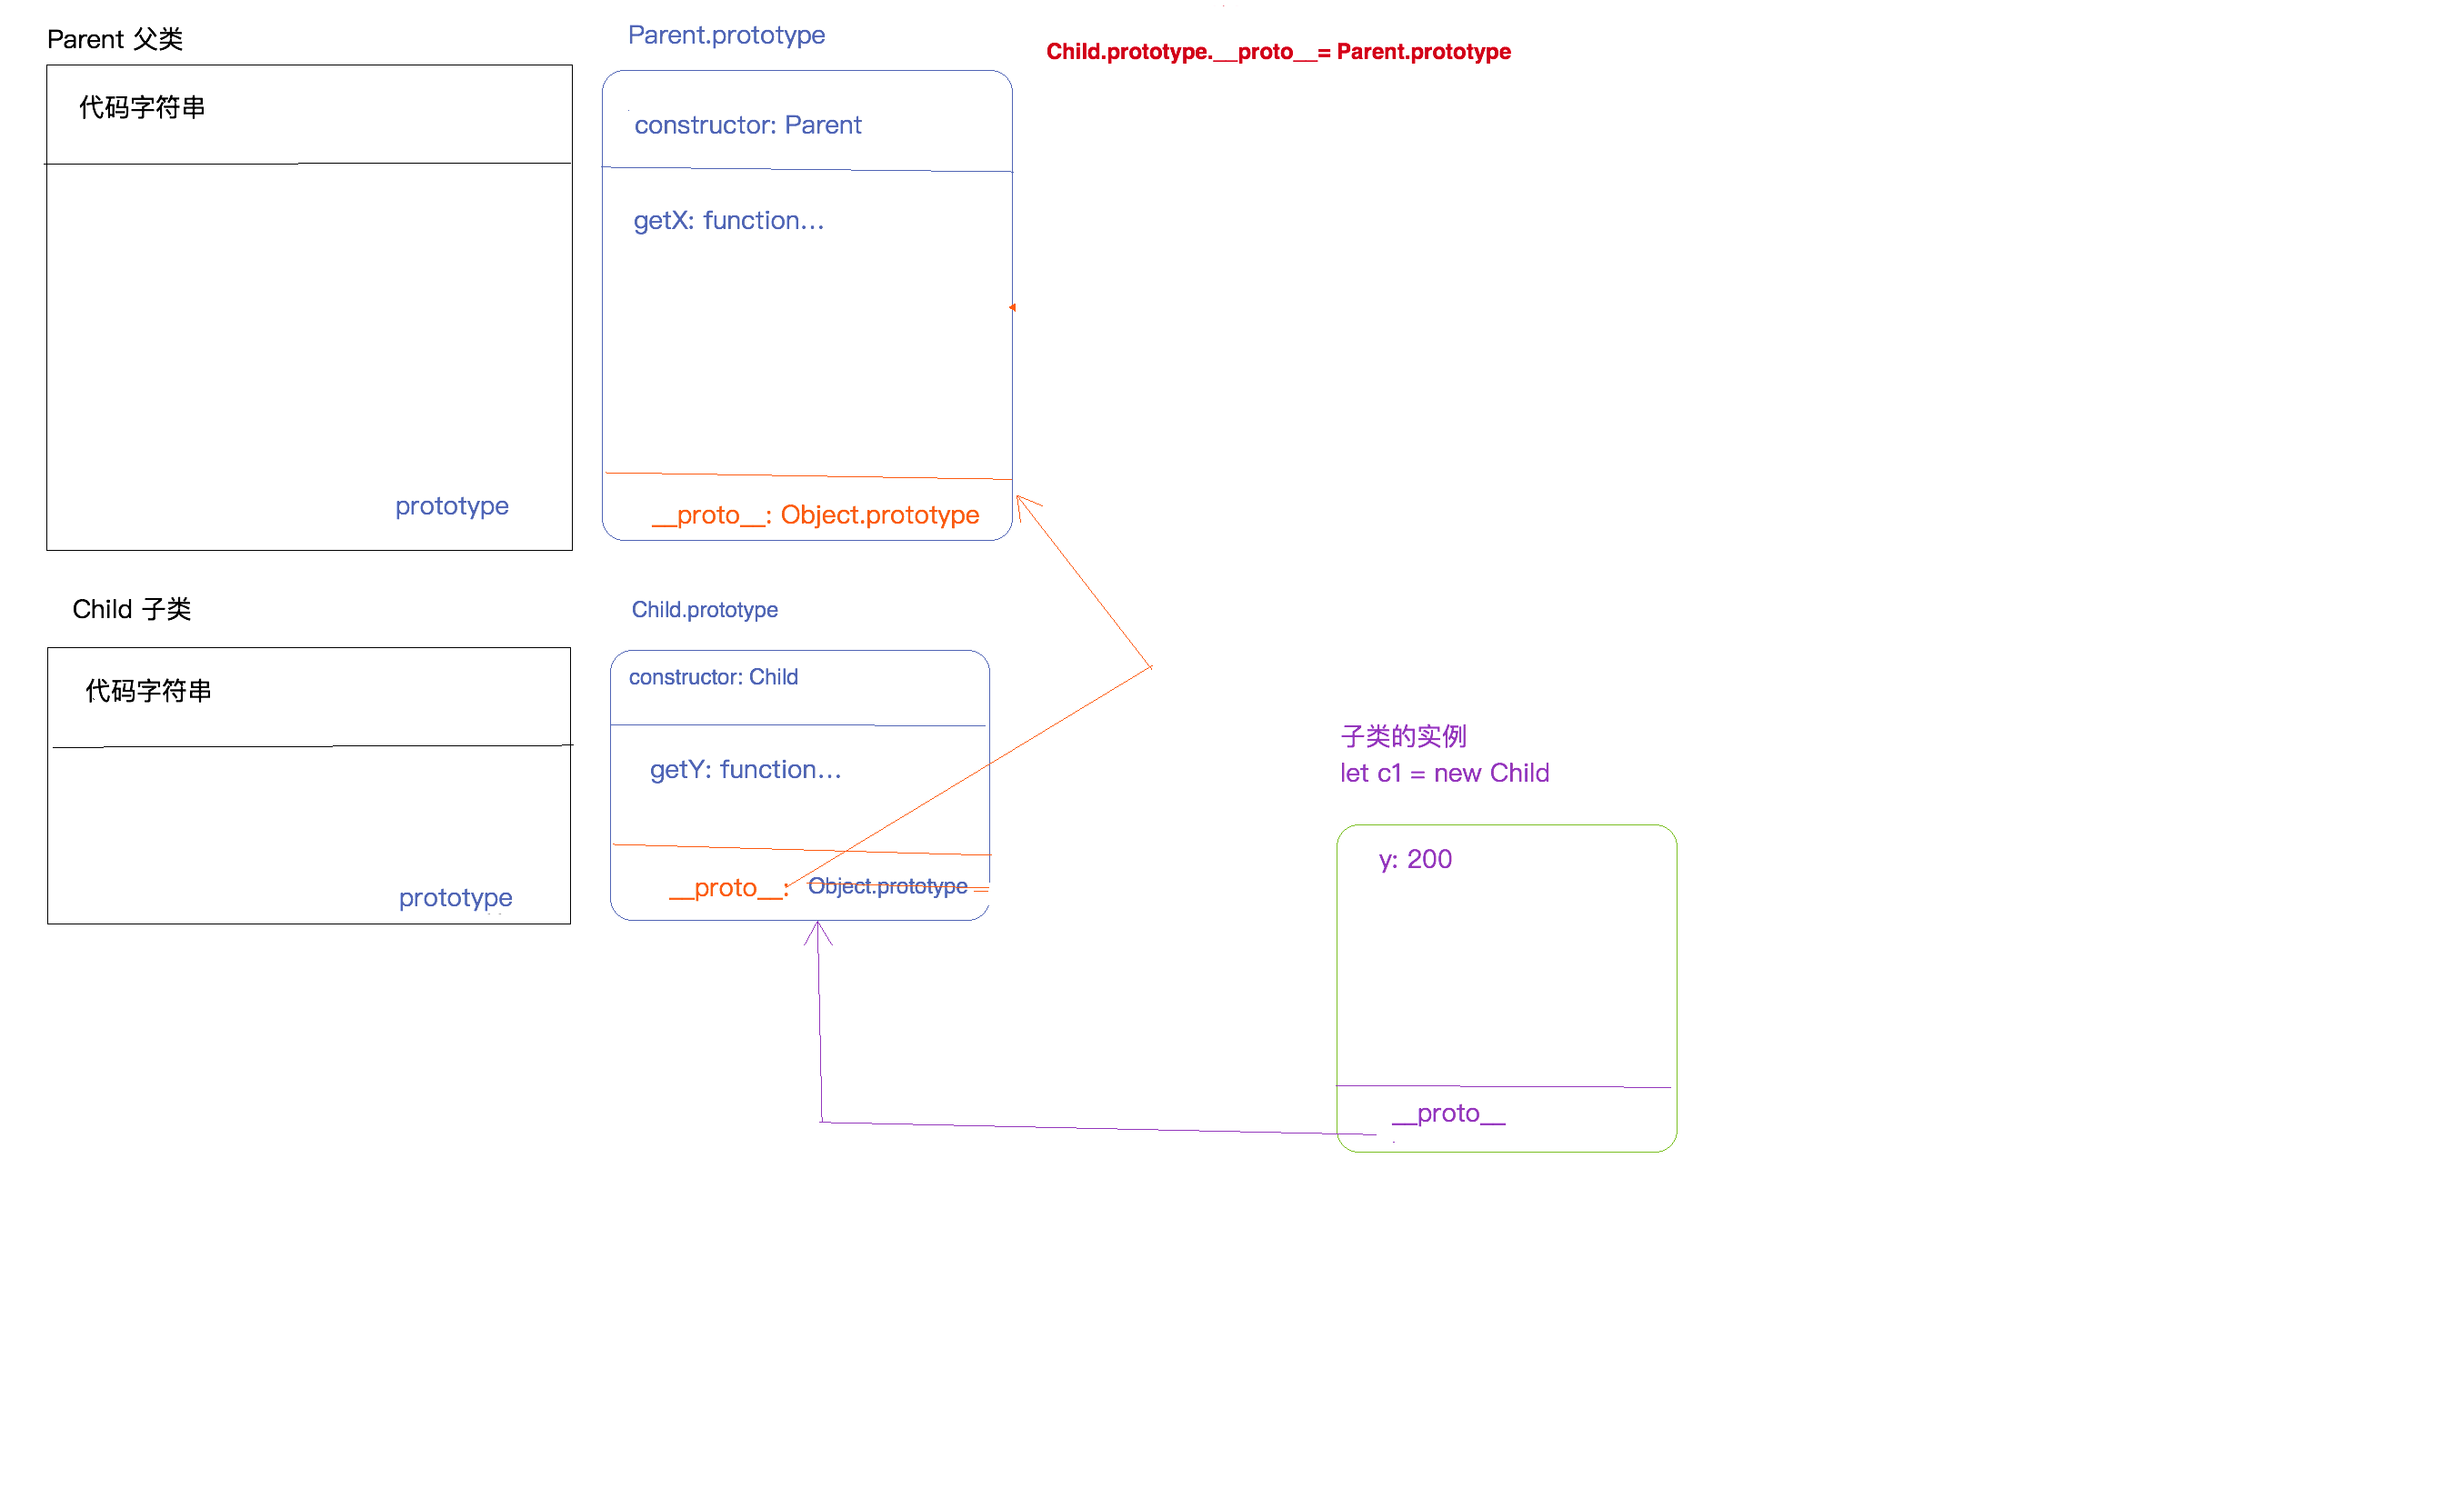 Parent 父类
代码字符串
prototype
Parent.prototype
constructor: Parent
getX: function...
__proto__: Object.prototype
Child.prototype.__proto__= Parent.prototype
Child 子类
代码字符串
prototype
Child.prototype
constructor: Child
getY: function...
__proto__: Object.prototype
子类的实例
let c1 = new Child
y: 200
__proto__